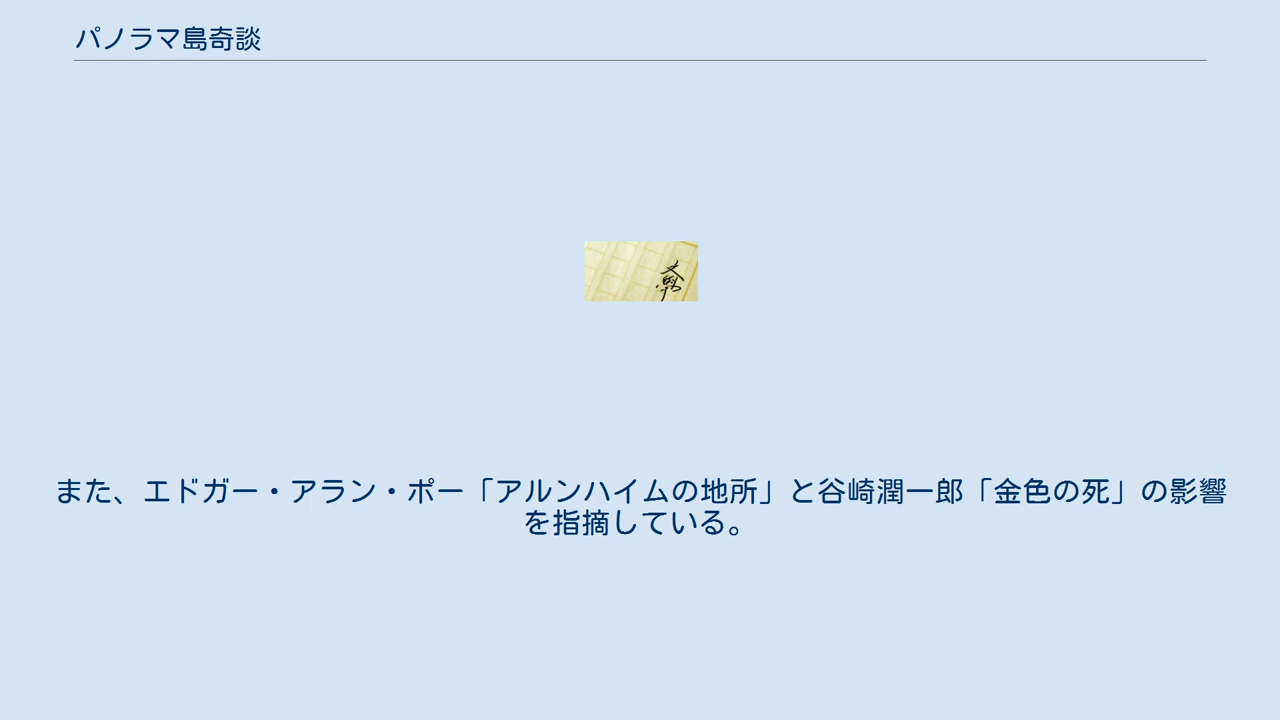 パノラマ島奇談
また、エドガー・アラン・ポー「アルンハイムの地所」と谷崎潤一郎「金色の死」の影響
を指摘している。